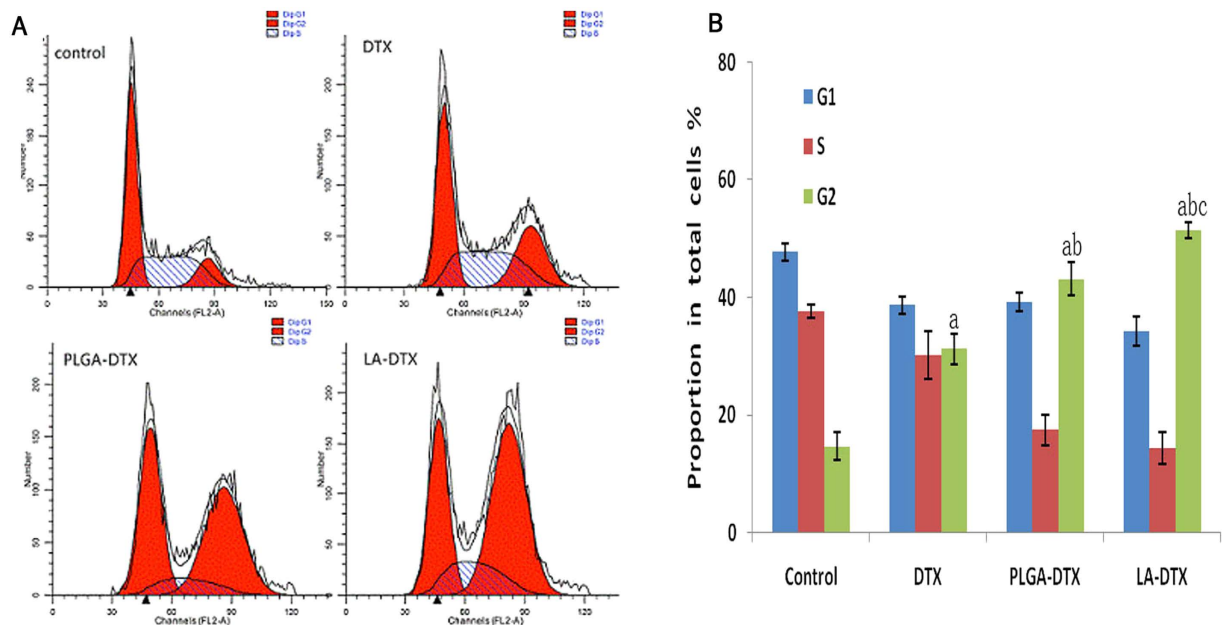 A
control
Dip G1
Dip G2
Dip S
Number
0 60 120 180 240
0 30 60 90 120 150
Channels (FL2-A)
DTX
Dip G1
Dip G2
Dip S
Number
0 50 100 150 200
0 30 60 90 120
Channels (FL2-A)
PLGA-DTX
Dip G1
Dip G2
Dip S
Number
0 50 100 150 200
0 30 60 90 120
Channels (FL2-A)
LA-DTX
Dip G1
Dip G2
Dip S
Number
0 50 100 150 200
0 30 60 90 120
Channels (FL2-A)
B
Proportion in total cells %
80
60
40
20
0
G1
S
G2
a
ab
abc
Control DTX PLGA-DTX LA-DTX